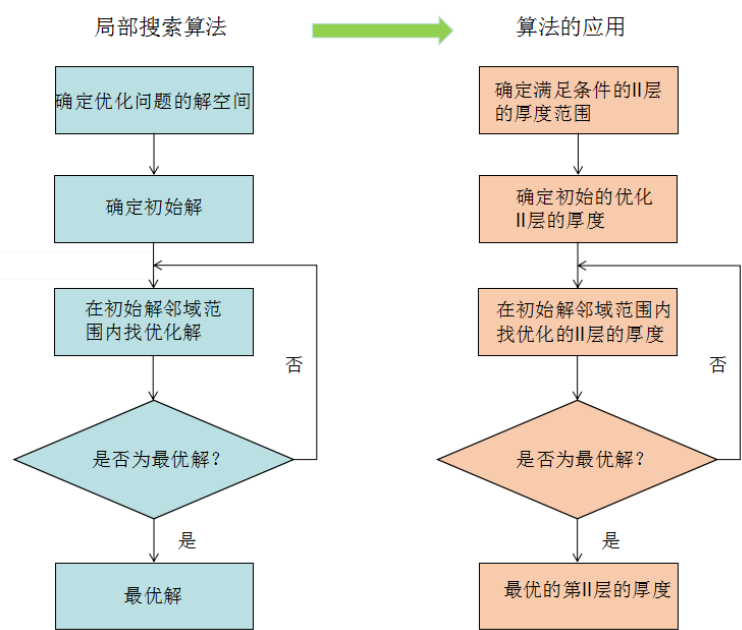 局部搜索算法
确定优化问题的解空间
确定初始解
在初始解邻域范
围内找优化解
否
是否为最优解？
是
最优解
算法的应用
确定满足条件的II层
的厚度范围
确定初始的优化
II层的厚度
在初始解邻域范围内
找优化的II层的厚度
否
是否为最优解？
是
最优的第II层的厚度